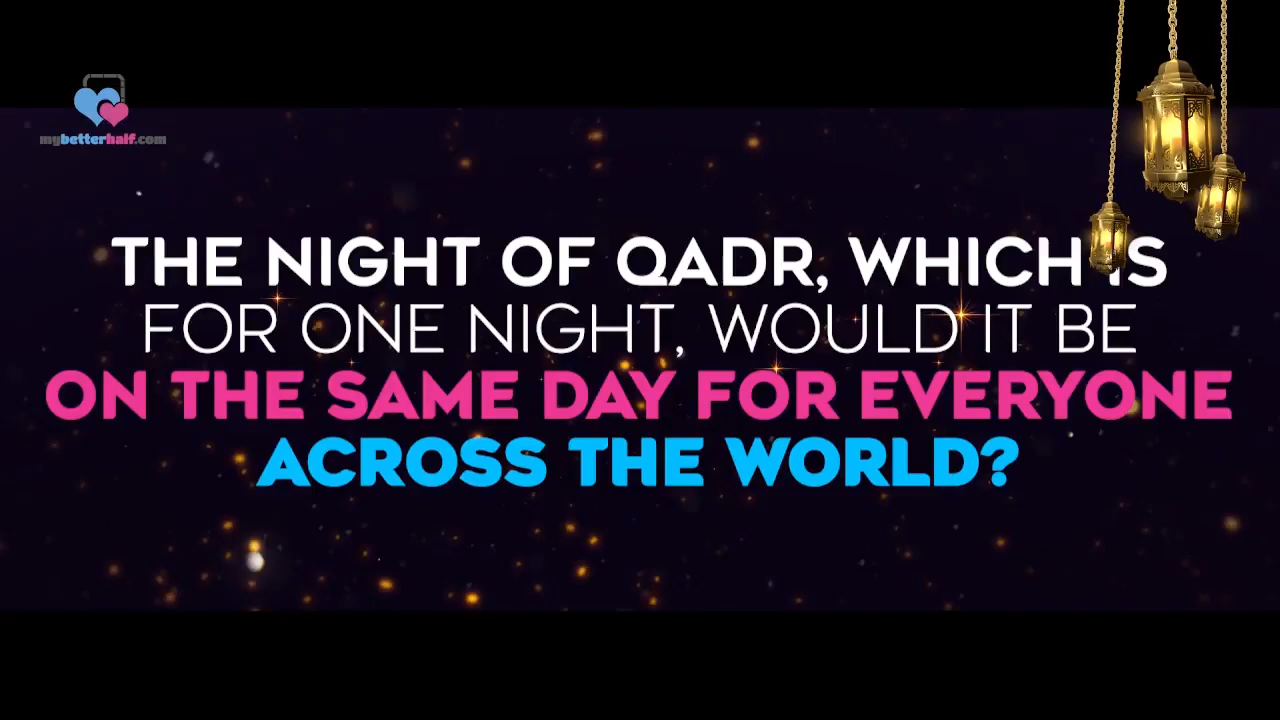 mybetterhalf.com
THE NIGHT OF QADR, WHICH IS
FOR ONE NIGHT, WOULD IT BE
ON THE SAME DAY FOR EVERYONE
ACROSS THE WORLD?